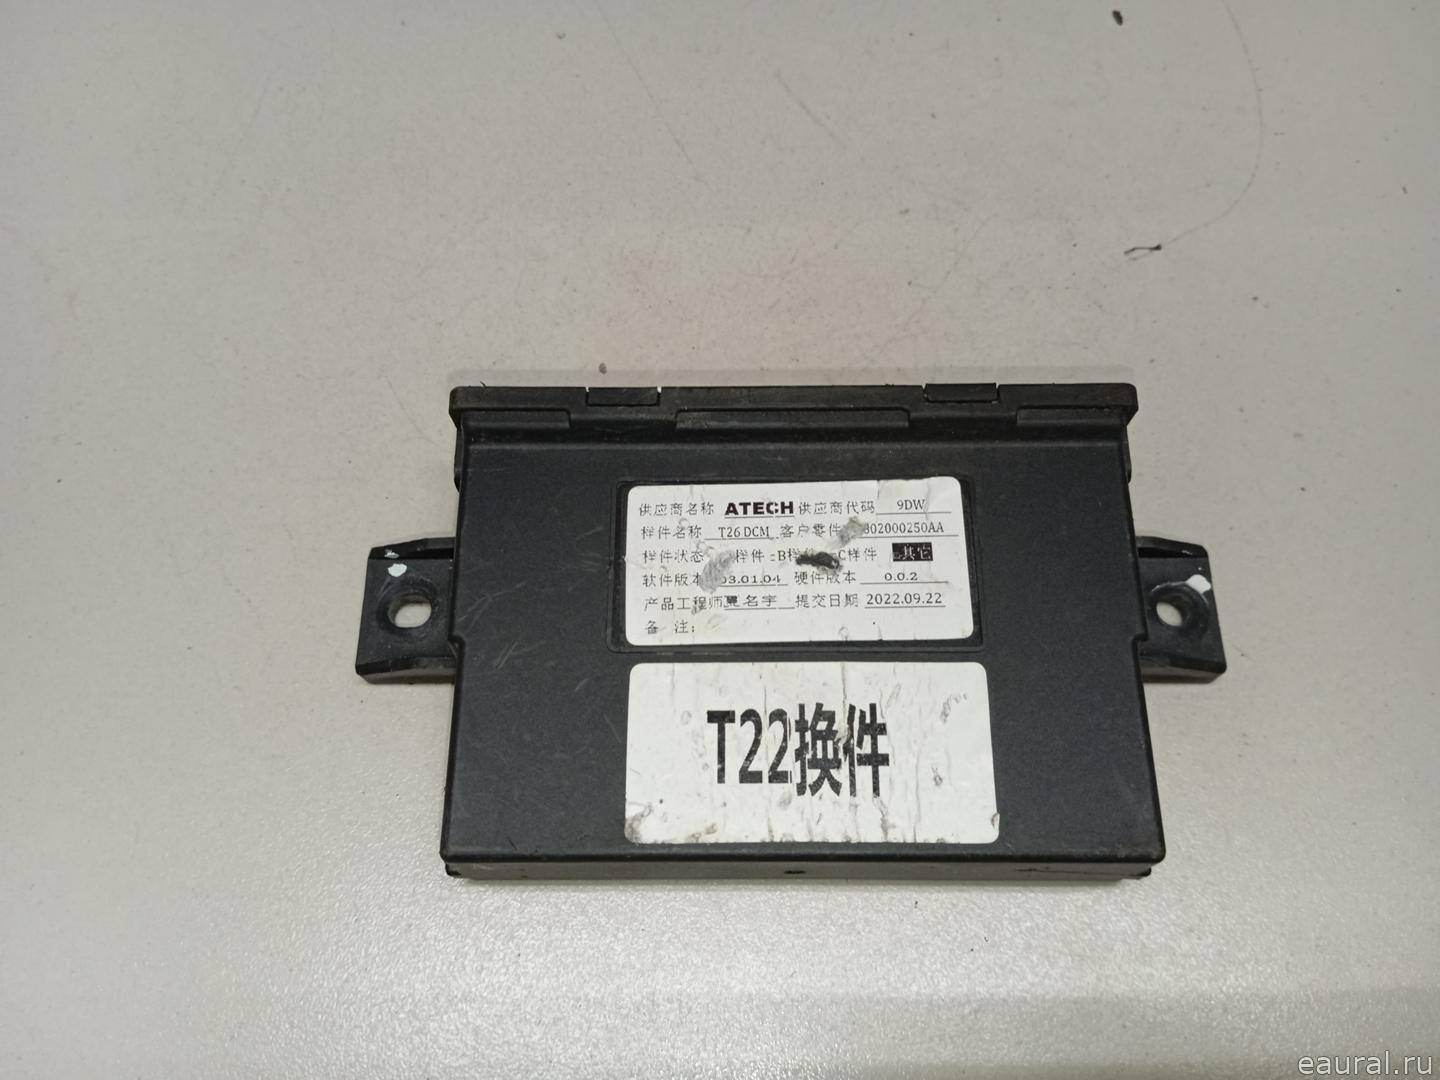 供应商名称 ATECH 供应商代码 9DW
样件名称 T26 DCM 客户零件 802000250AA
样件状态 样件 B样件 C样件 其它
软件版本 03.01.04 硬件版本 0.0.2
产品工程师 名宇 提交日期 2022.09.22
备 注:
T22换件
eaural.ru